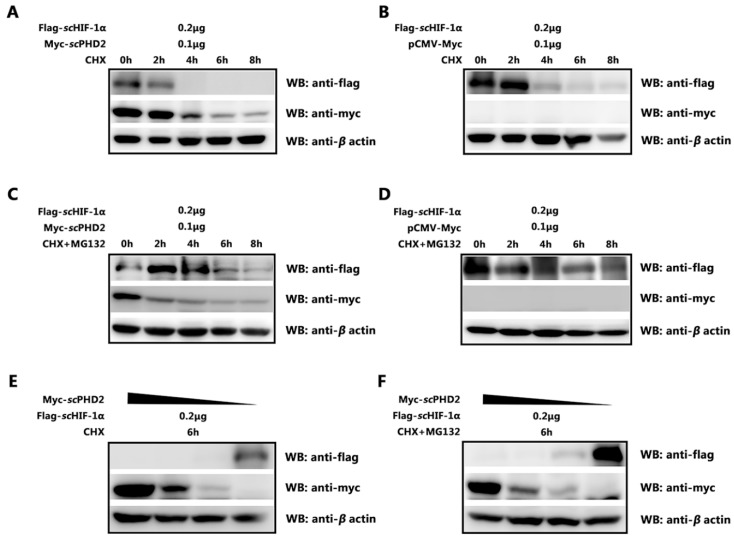 A
Flag-scHIF-1α 0.2μg
Myc-scPHD2 0.1μg
CHX 0h 2h 4h 6h 8h
WB: anti-flag
WB: anti-myc
WB: anti-β actin
B
Flag-scHIF-1α 0.2μg
pCMV-Myc 0.1μg
CHX 0h 2h 4h 6h 8h
WB: anti-flag
WB: anti-myc
WB: anti-β actin
C
Flag-scHIF-1α 0.2μg
Myc-scPHD2 0.1μg
CHX+MG132 0h 2h 4h 6h 8h
WB: anti-flag
WB: anti-myc
WB: anti-β actin
D
Flag-scHIF-1α 0.2μg
pCMV-Myc 0.1μg
CHX+MG132 0h 2h 4h 6h 8h
WB: anti-flag
WB: anti-myc
WB: anti-β actin
E
Myc-scPHD2
Flag-scHIF-1α 0.2μg
CHX 6h
WB: anti-flag
WB: anti-myc
WB: anti-β actin
F
Myc-scPHD2
Flag-scHIF-1α 0.2μg
CHX+MG132 6h
WB: anti-flag
WB: anti-myc
WB: anti-β actin